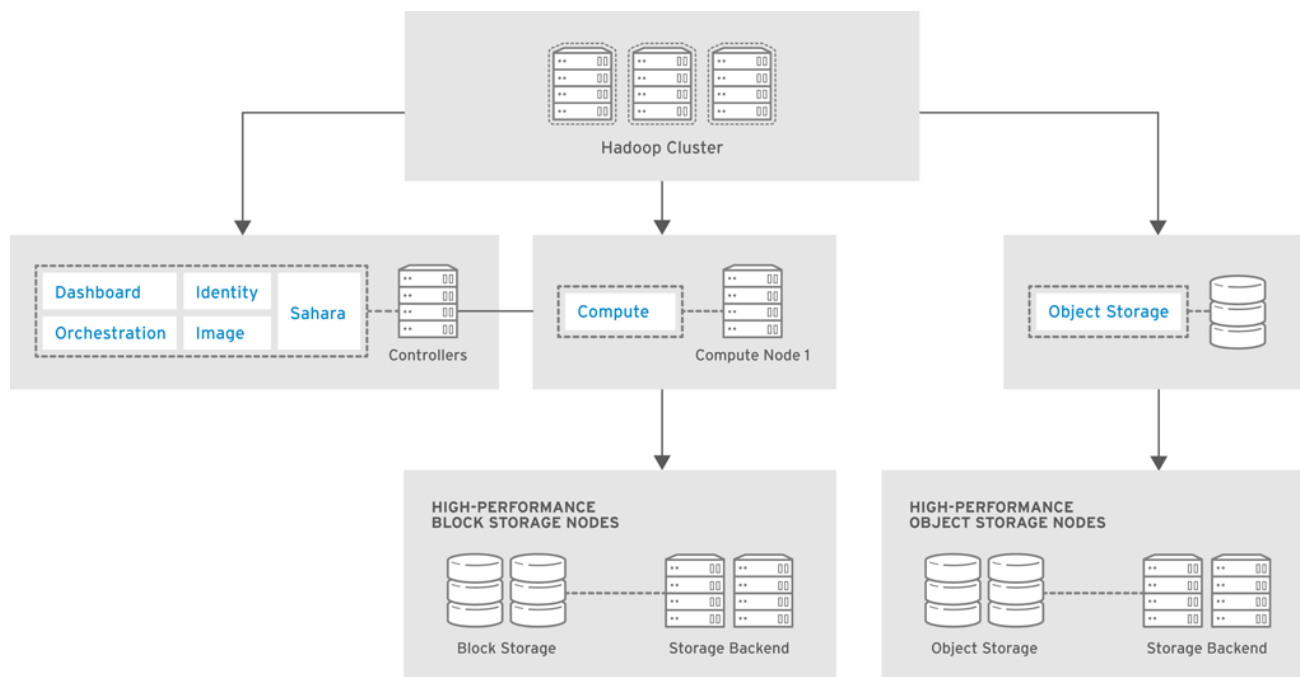 Hadoop Cluster
Dashboard
Identity
Sahara
Orchestration
Image
Controllers
Compute
Compute Node 1
Object Storage
HIGH-PERFORMANCE
BLOCK STORAGE NODES
Block Storage
Storage Backend
HIGH-PERFORMANCE
OBJECT STORAGE NODES
Object Storage
Storage Backend